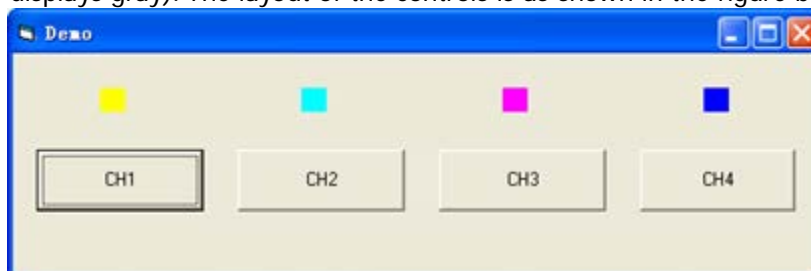 displays gray). The layout of the controls is as shown in the figure b
Demo
CH1 CH2 CH3 CH4